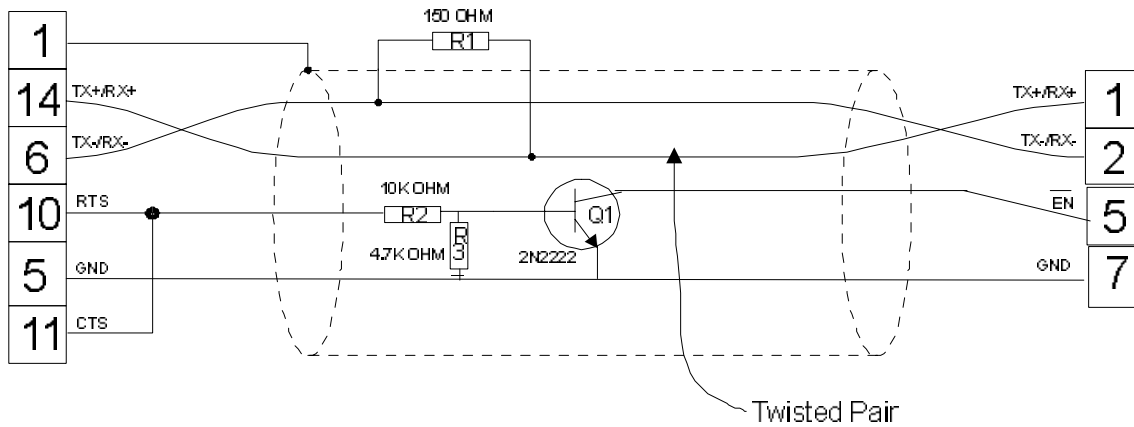 150 OHM
R1
1
14
TX+/RX+
6
TX-/RX-
10
RTS
10K OHM
R2
4.7K OHM
R3
Q1
2N2222
5
GND
11
CTS
TX+/RX+
1
TX-/RX-
2
EN
5
GND
7
Twisted Pair